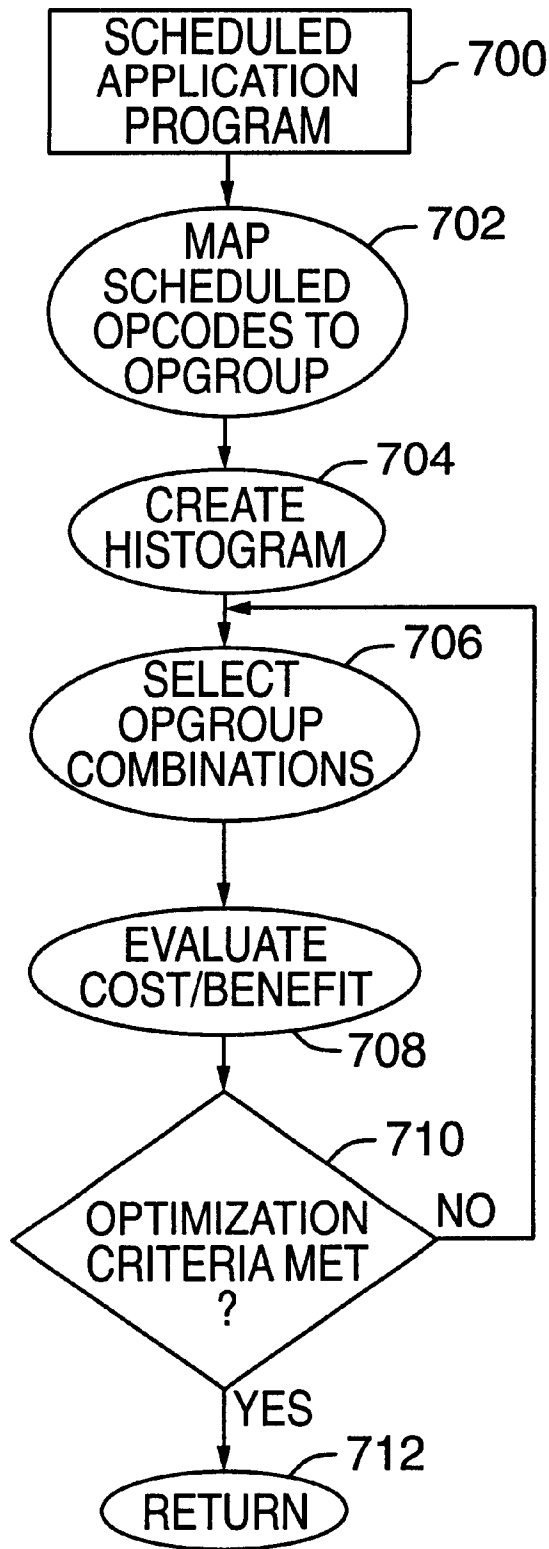 SCHEDULED
APPLICATION
PROGRAM
700
702
MAP
SCHEDULED
OPCODES TO
OPGROUP
704
CREATE
HISTOGRAM
706
SELECT
OPGROUP
COMBINATIONS
EVALUATE
COST/BENEFIT
708
710
OPTIMIZATION
CRITERIA MET
?
NO
YES
712
RETURN